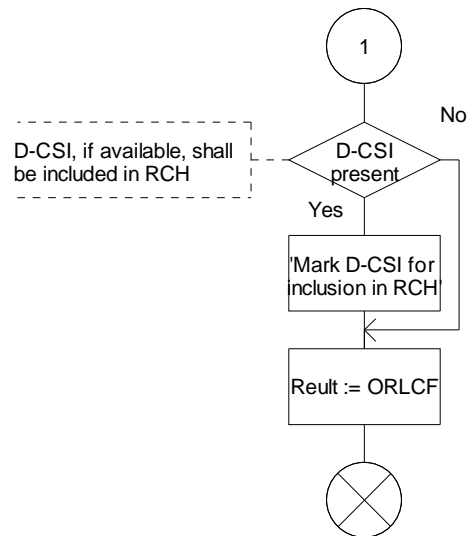 1
No
D-CSI, if available, shall
be included in RCH
D-CSI
present
Yes
'Mark D-CSI for
inclusion in RCH'
Reult := ORLCF